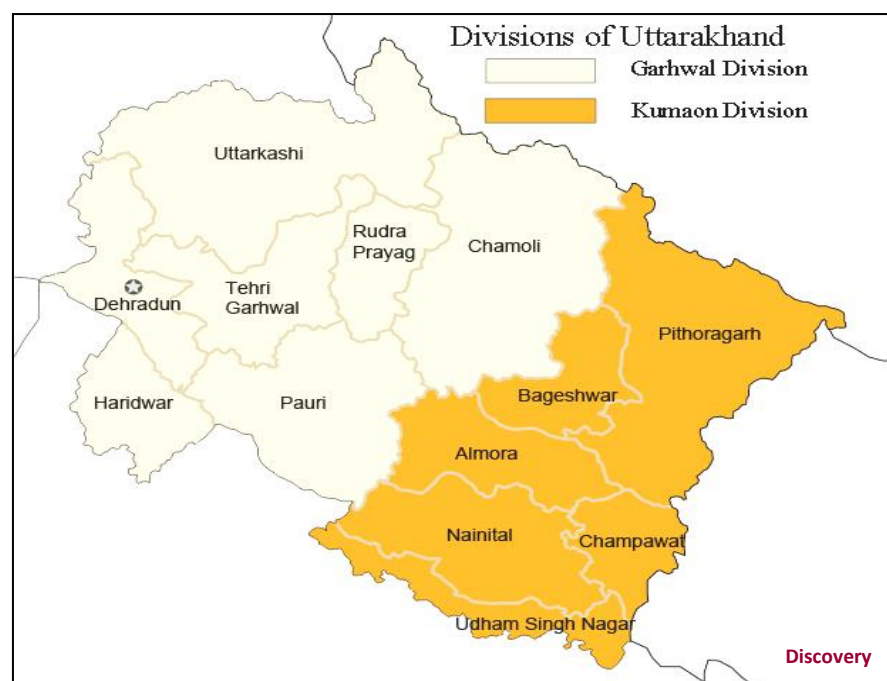 Divisions of Uttarakhand
Garhwal Division
Kumaon Division
Uttarkashi
Rudra
Prayag
Chamoli
Tehri
Garhwal
Dehradun
Pithoragarh
Haridwar
Pauri
Bageshwar
Almora
Nainital
Champawat
Udham Singh Nagar
Discovery